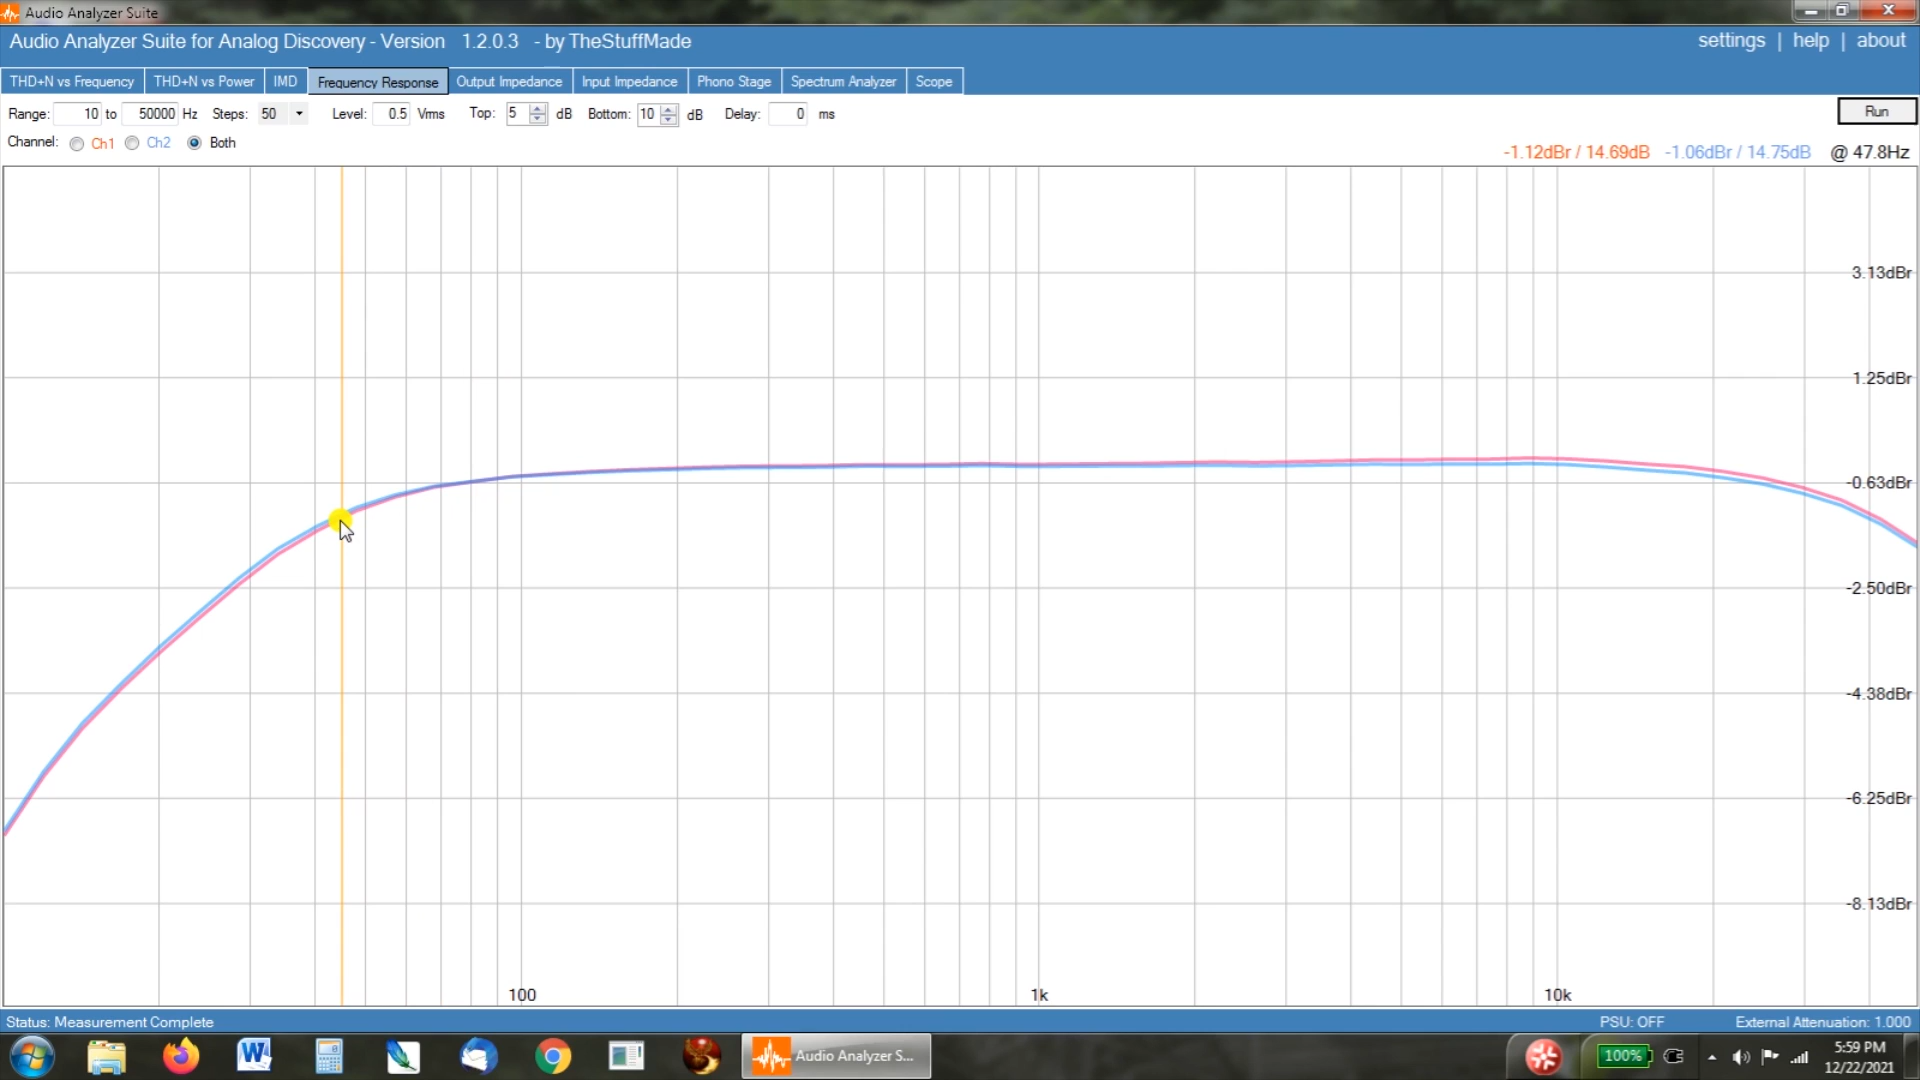 Audio Analyzer Suite
Audio Analyzer Suite for Analog Discovery - Version 1.2.0.3 - by TheStuffMade
settings | help | about
THD+N vs Frequency THD+N vs Power IMD Frequency Response Output Impedance Input Impedance Phono Stage Spectrum Analyzer Scope
Range: 10 to 50000 Hz Steps: 50 Level: 0.5 Vrms Top: 5 dB Bottom: 10 dB Delay: 0 ms
Run
Channel: Ch1 Ch2 Both
-1.12dBr / 14.69dB -1.06dBr / 14.75dB @ 47.8Hz
3.13dBr
1.25dBr
-0.63dBr
-2.50dBr
-4.38dBr
-6.25dBr
-8.13dBr
100 1k 10k
Status: Measurement Complete PSU: OFF External Attenuation: 1.000
Audio Analyzer S...
100%
5:59 PM
12/22/2021